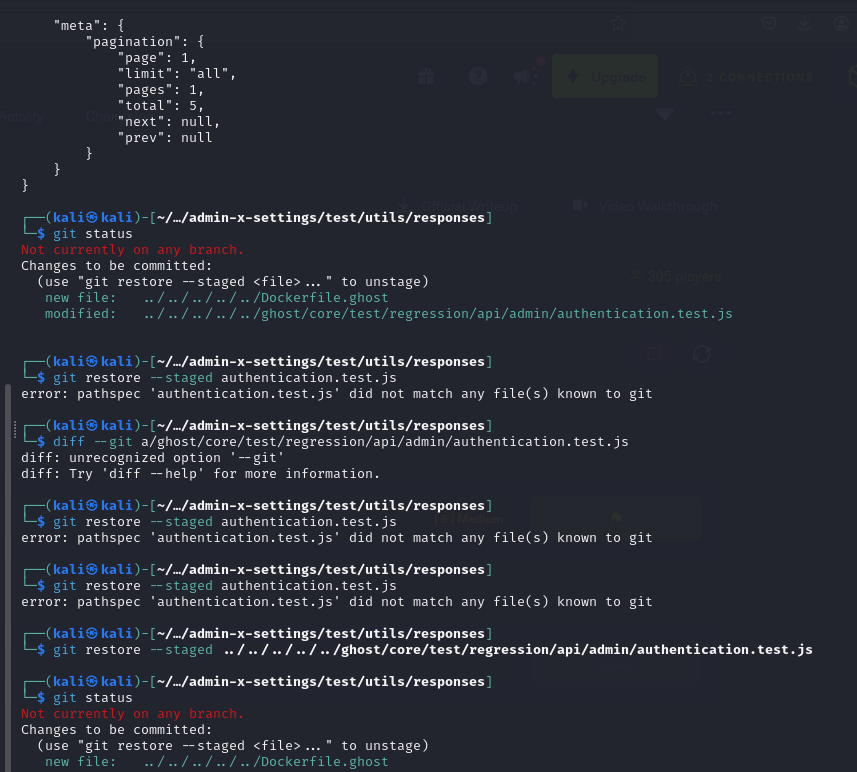 "meta": {
"pagination": {
"page": 1,
"limit": "all",
"pages": 1,
"total": 5,
"next": null,
"prev": null
}
}
}
Upgrade
2 CONNECTIONS
Activity
Official Writeup
Video Walkthrough
305 players
┌──(kali㉿kali)-[~/…/admin-x-settings/test/utils/responses]
└─$ git status
Not currently on any branch.
Changes to be committed:
(use "git restore --staged <file>..." to unstage)
new file:   ../../../../../../Dockerfile.ghost
modified:   ../../../../../../ghost/core/test/regression/api/admin/authentication.test.js
┌──(kali㉿kali)-[~/…/admin-x-settings/test/utils/responses]
└─$ git restore --staged authentication.test.js
error: pathspec 'authentication.test.js' did not match any file(s) known to git
┌──(kali㉿kali)-[~/…/admin-x-settings/test/utils/responses]
└─$ diff --git a/ghost/core/test/regression/api/admin/authentication.test.js
diff: unrecognized option '--git'
diff: Try 'diff --help' for more information.
┌──(kali㉿kali)-[~/…/admin-x-settings/test/utils/responses]
└─$ git restore --staged authentication.test.js
error: pathspec 'authentication.test.js' did not match any file(s) known to git
┌──(kali㉿kali)-[~/…/admin-x-settings/test/utils/responses]
└─$ git restore --staged authentication.test.js
error: pathspec 'authentication.test.js' did not match any file(s) known to git
┌──(kali㉿kali)-[~/…/admin-x-settings/test/utils/responses]
└─$ git restore --staged ../../../../../../ghost/core/test/regression/api/admin/authentication.test.js
┌──(kali㉿kali)-[~/…/admin-x-settings/test/utils/responses]
└─$ git status
Not currently on any branch.
Changes to be committed:
(use "git restore --staged <file>..." to unstage)
new file:   ../../../../../../Dockerfile.ghost